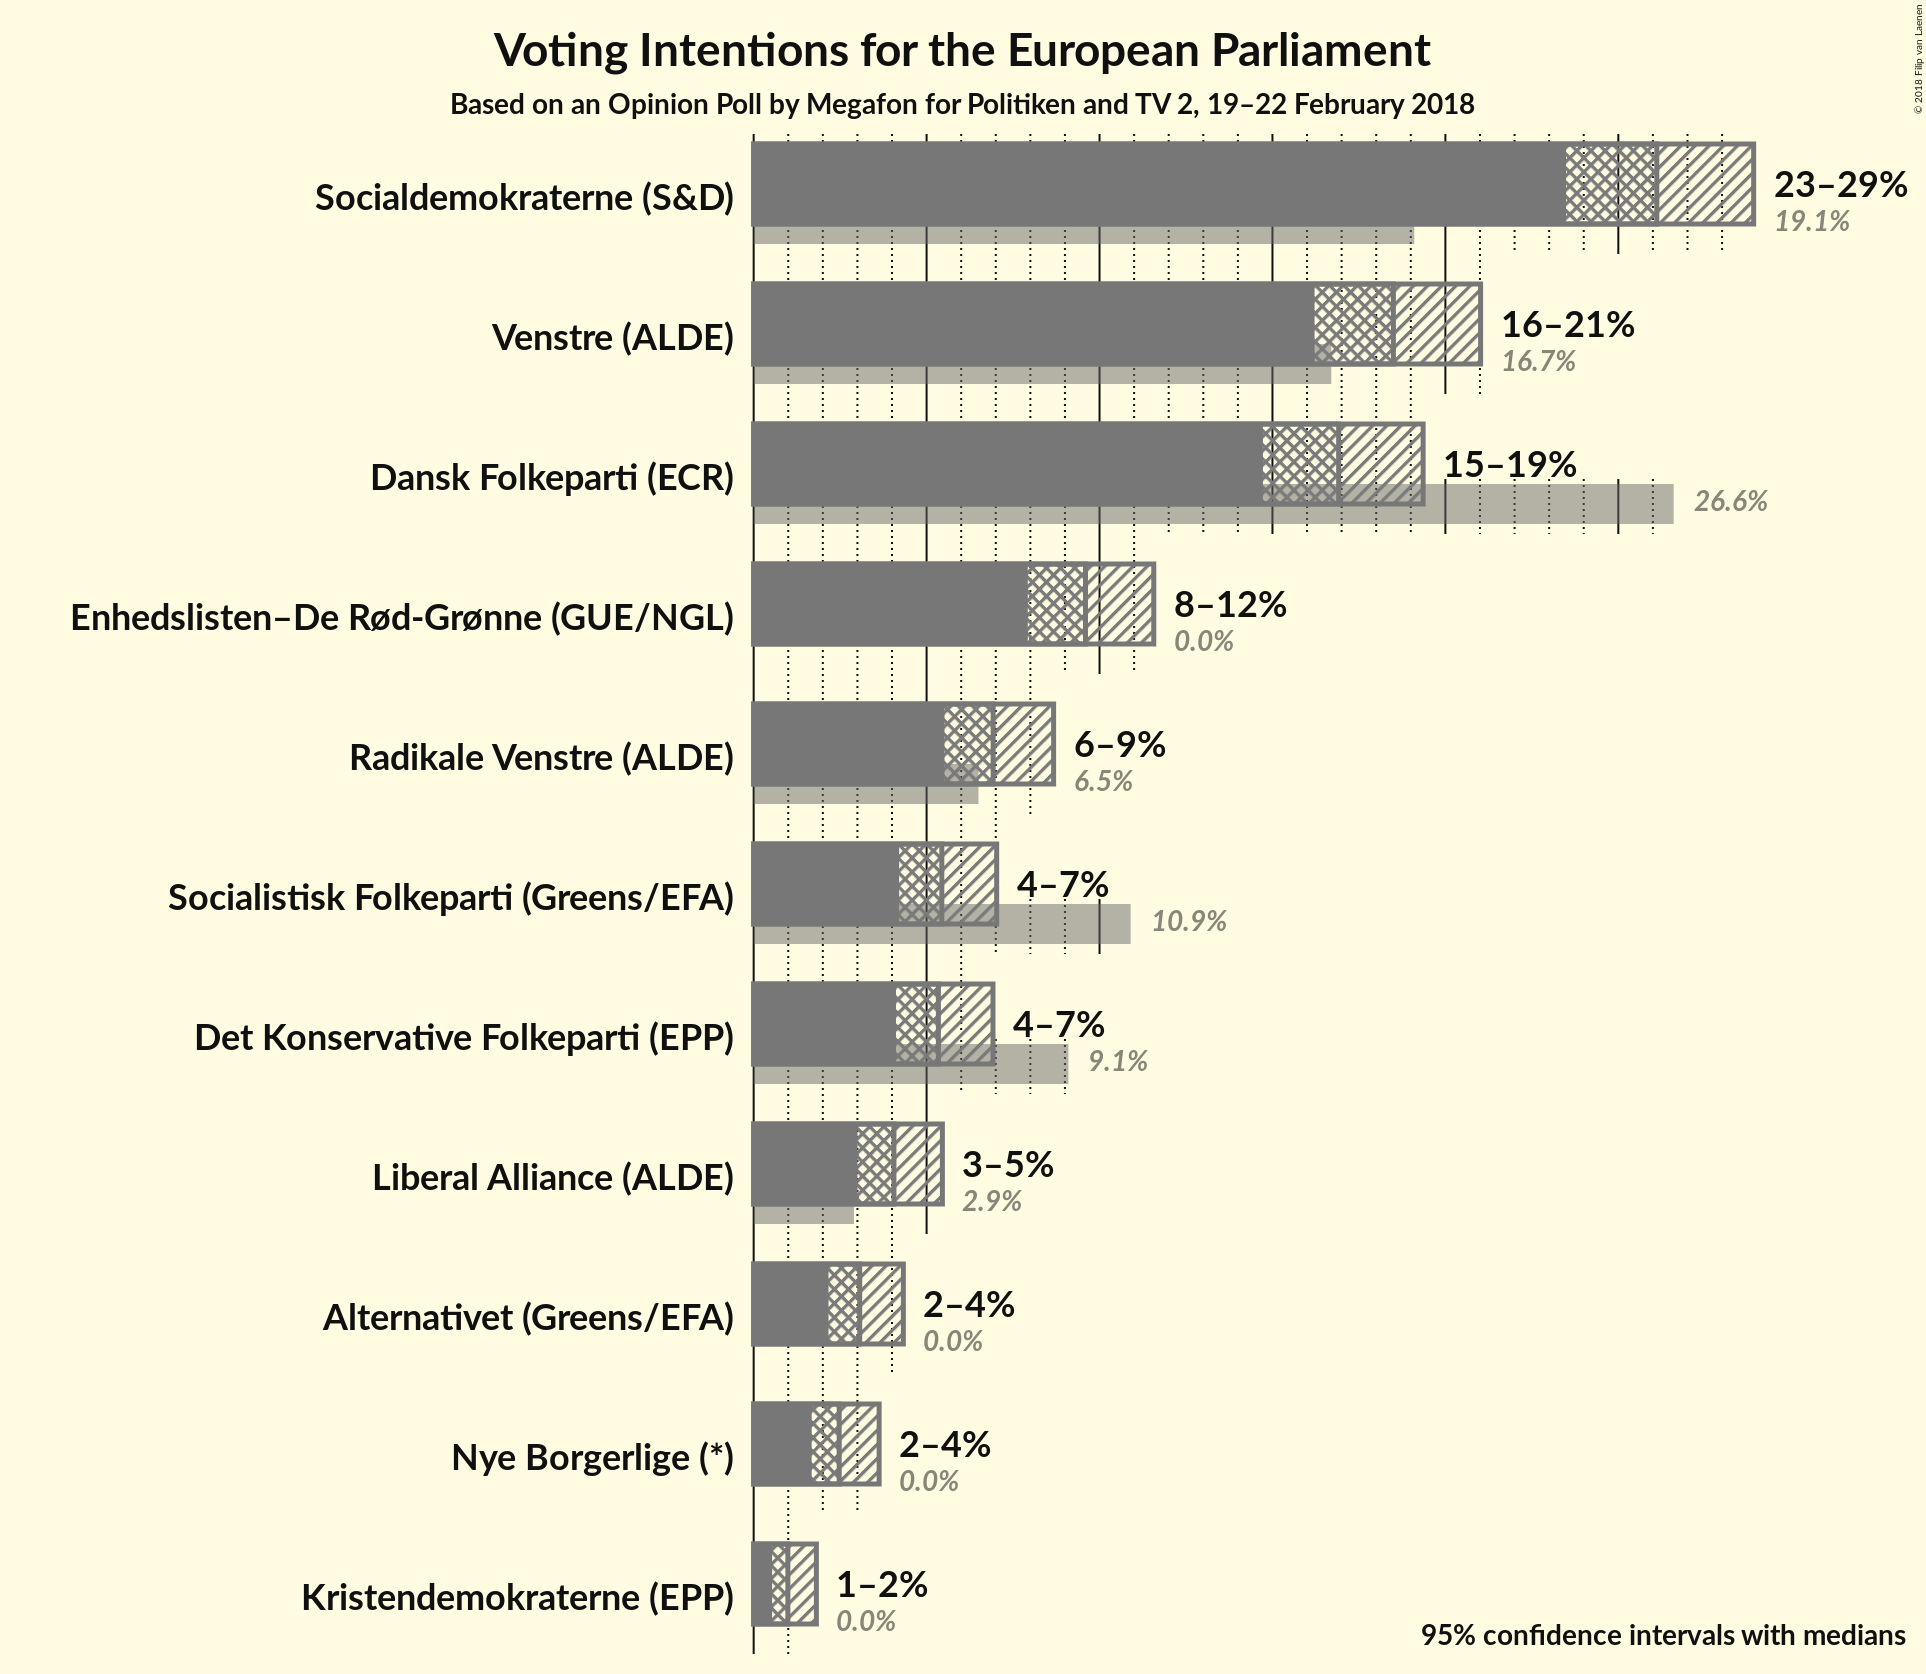 Voting Intentions for the European Parliament
Based on an Opinion Poll by Megafon for Politiken and TV 2, 19–22 February 2018
© 2018 Filip van Laenen
Socialdemokraterne (S&D)
23–29%
19.1%
Venstre (ALDE)
16–21%
16.7%
Dansk Folkeparti (ECR)
15–19%
26.6%
Enhedslisten–De Rød-Grønne (GUE/NGL)
8–12%
0.0%
Radikale Venstre (ALDE)
6–9%
6.5%
Socialistisk Folkeparti (Greens/EFA)
4–7%
10.9%
Det Konservative Folkeparti (EPP)
4–7%
9.1%
Liberal Alliance (ALDE)
3–5%
2.9%
Alternativet (Greens/EFA)
2–4%
0.0%
Nye Borgerlige (*)
2–4%
0.0%
Kristendemokraterne (EPP)
1–2%
0.0%
95% confidence intervals with medians